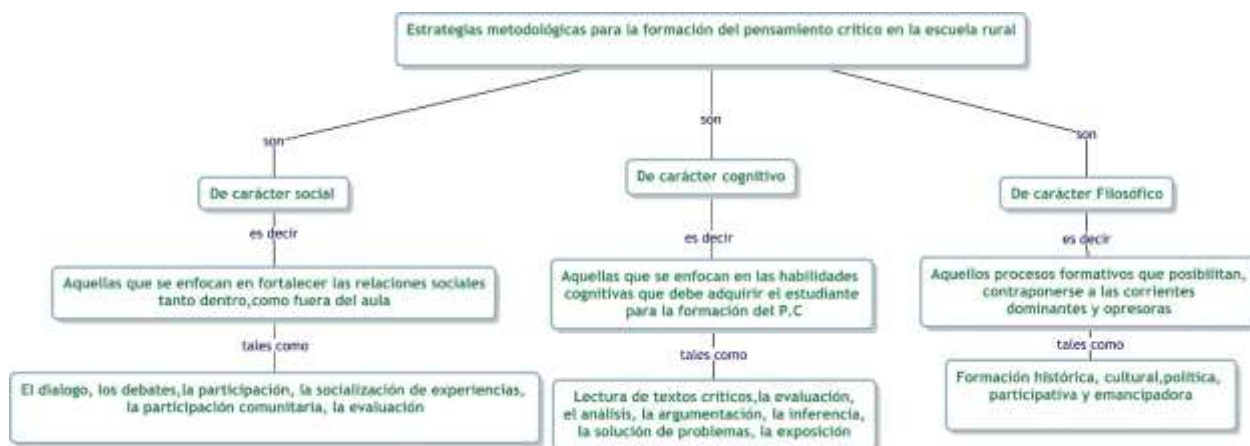 Estrategias metodológicas para la formación del pensamiento crítico en la escuela rural
son
son
son
De carácter social
De carácter cognitivo
De carácter Filosófico
es decir
es decir
es decir
Aquellas que se enfocan en fortalecer las relaciones sociales
tanto dentro,como fuera del aula
Aquellas que se enfocan en las habilidades
cognitivas que debe adquirir el estudiante
para la formación del P.C
Aquellos procesos formativos que posibilitan,
contraponerse a las corrientes
dominantes y opresoras
tales como
tales como
tales como
El dialogo, los debates,la participación, la socialización de experiencias,
la participación comunitaria, la evaluación
Lectura de textos críticos,la evaluación,
el análisis, la argumentación, la inferencia,
la solución de problemas, la exposición
Formación histórica, cultural,política,
participativa y emancipadora